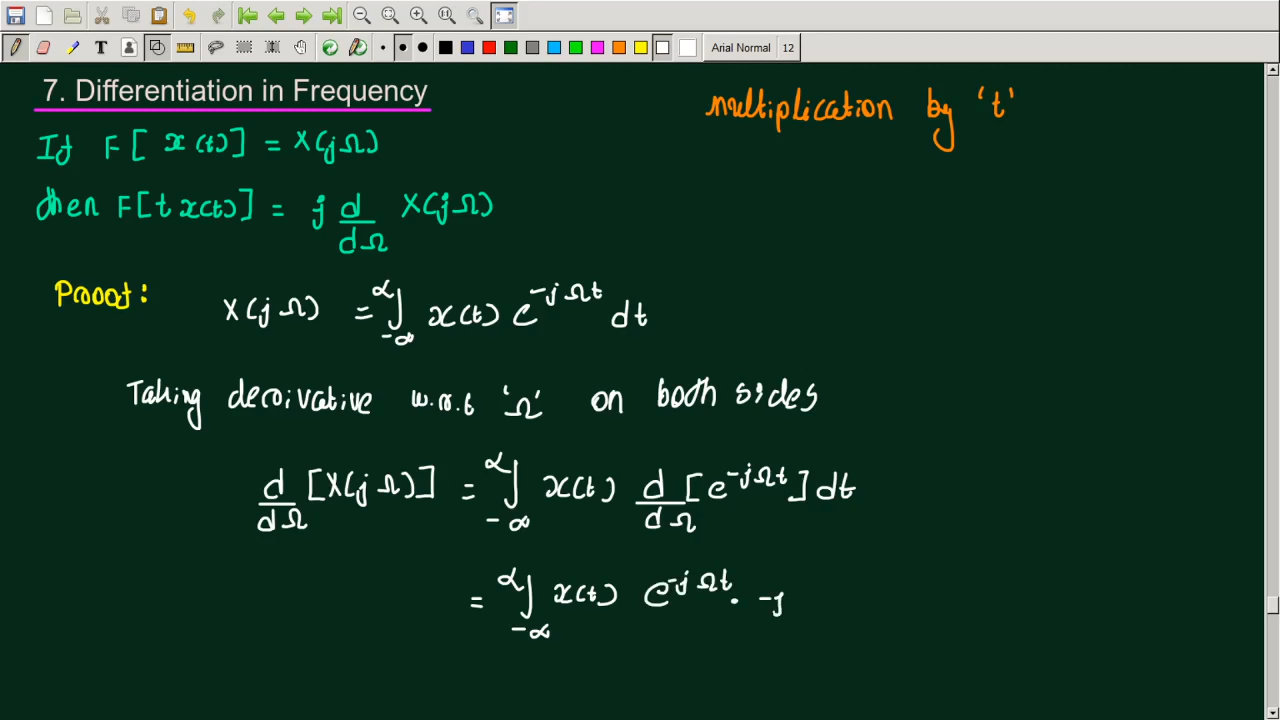 Arial Normal 12
7. Differentiation in Frequency
multiplication by 't'
If F[ x(t)] = X(jΩ)
then F[t x(t)] = j d/dΩ X(jΩ)
Proof: X(jΩ) = ∫_{-∞}^{∞} x(t) e^{-jΩt} dt
Taking derivative w.r.t 'Ω' on both sides
d/dΩ [X(jΩ)] = ∫_{-∞}^{∞} x(t) d/dΩ [e^{-jΩt}] dt
= ∫_{-∞}^{∞} x(t) e^{-jΩt} . -j